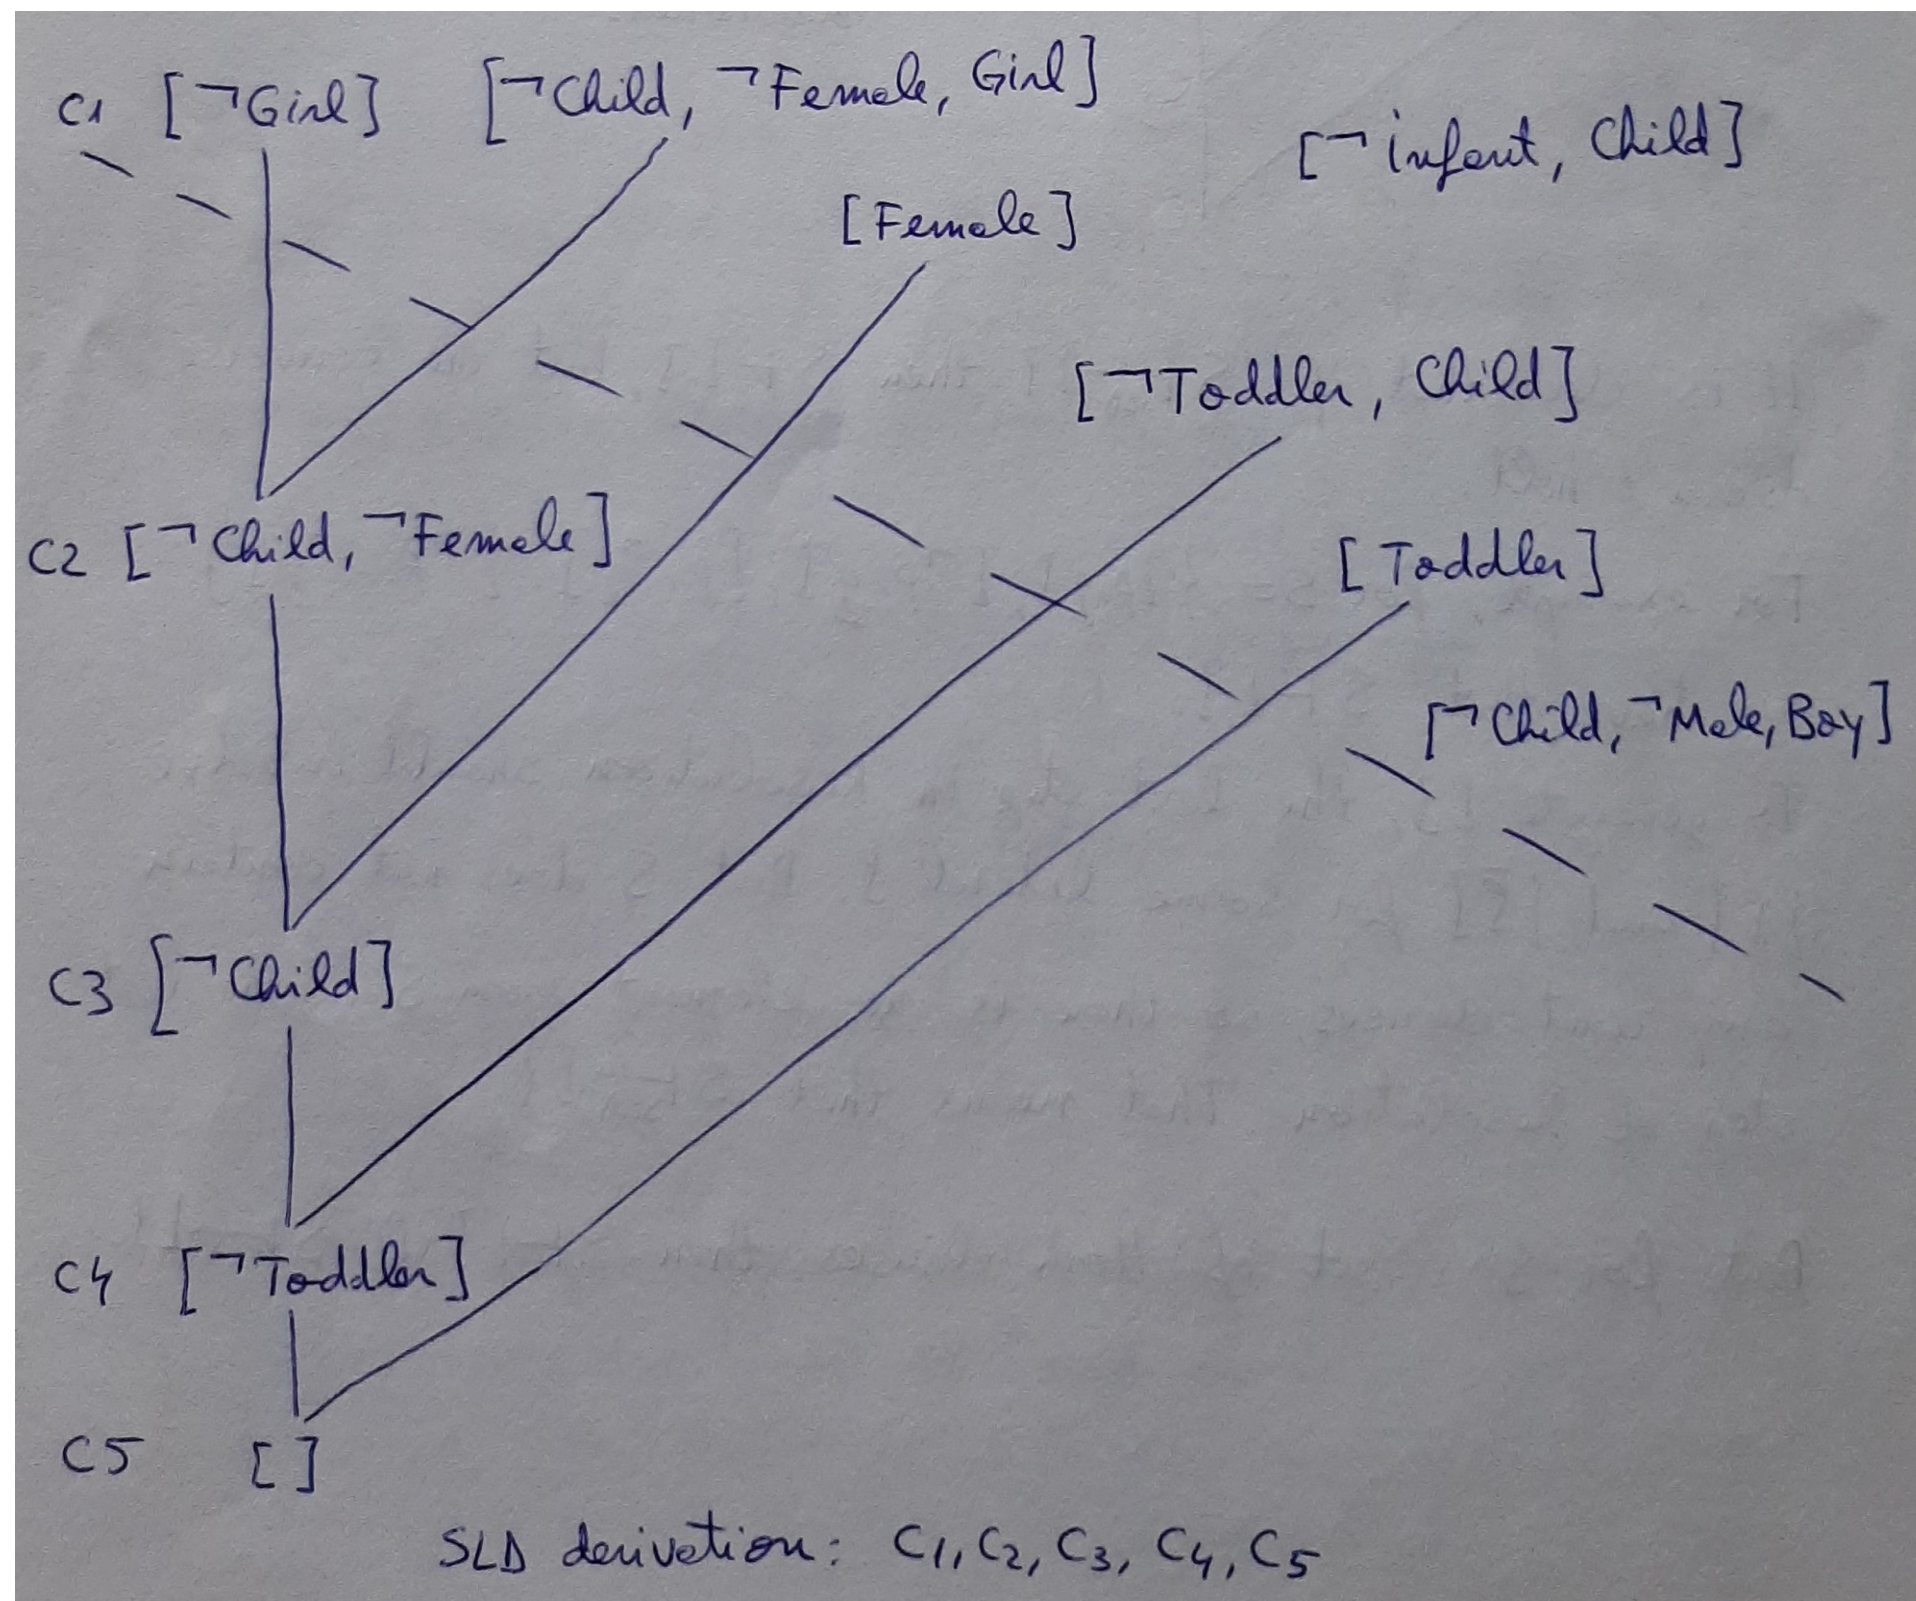 C1 [¬Girl] [¬Child, ¬Female, Girl]
[¬infant, Child]
[Female]
[¬Toddler, Child]
C2 [¬Child, ¬Female]
[Toddler]
[¬Child, ¬Male, Boy]
C3 [¬Child]
C4 [¬Toddler]
C5 []
SLD derivation: C1, C2, C3, C4, C5